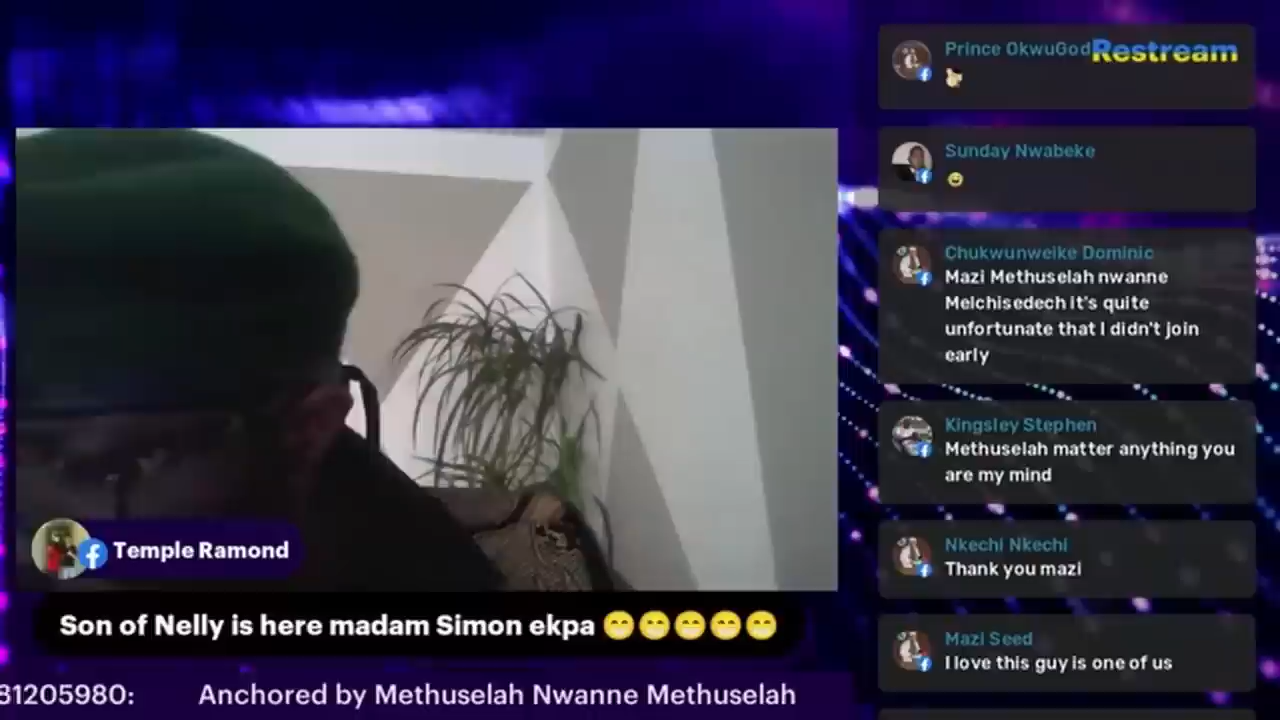 Prince OkwuGod
Restream
Sunday Nwabeke
Chukwunweike Dominic
Mazi Methuselah nwanne
Melchisedech it's quite
unfortunate that I didn't join
early
Kingsley Stephen
Methuselah matter anything you
are my mind
Nkechi Nkechi
Thank you mazi
Mazi Seed
I love this guy is one of us
Temple Ramond
Son of Nelly is here madam Simon ekpa 😁😁😁😁😁
81205980: Anchored by Methuselah Nwanne Methuselah